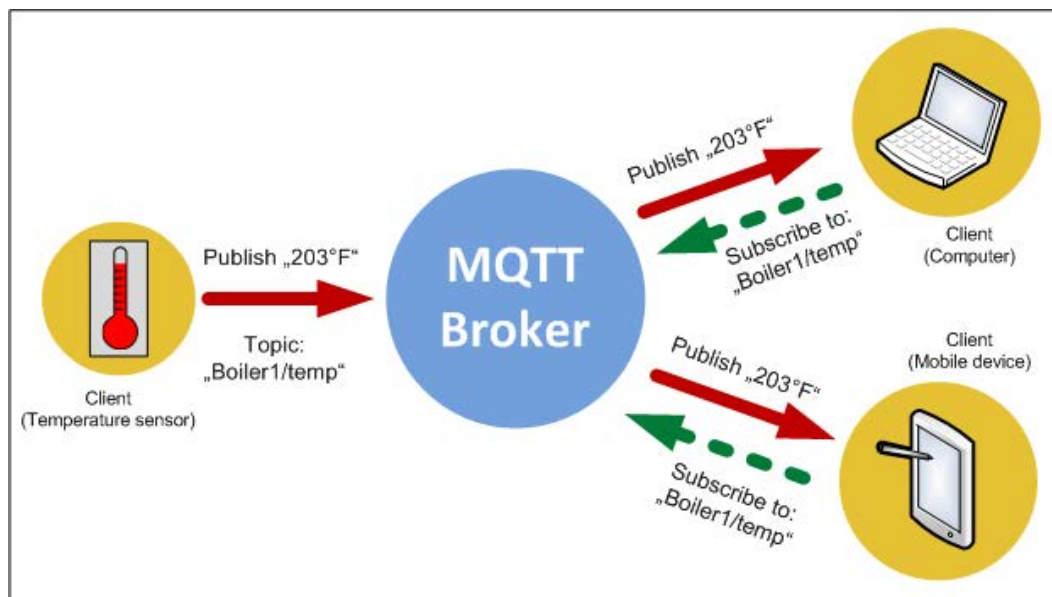 Publish „203°F“
Topic:
„Boiler1/temp“
Client
(Temperature sensor)
MQTT
Broker
Publish „203°F“
Subscribe to:
„Boiler1/temp“
Client
(Computer)
Publish „203°F“
Subscribe to:
„Boiler1/temp“
Client
(Mobile device)